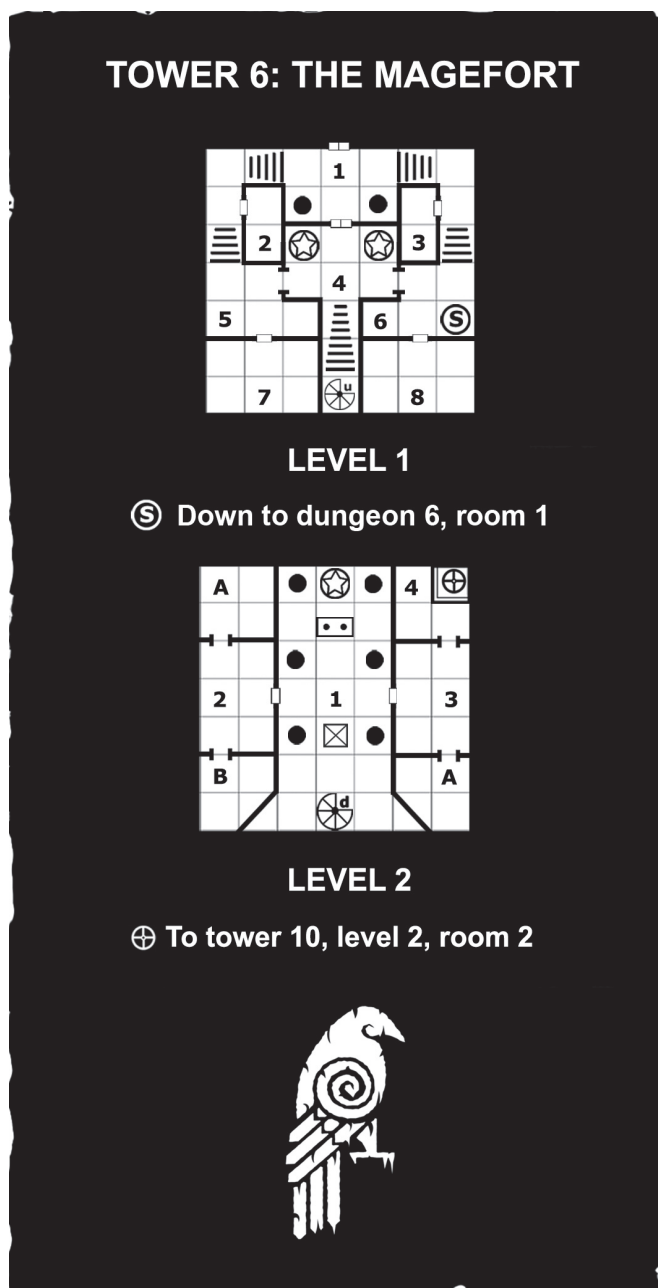 TOWER 6: THE MAGEFORT
1
2 3
4
5 6 S
u
7 8
LEVEL 1
S Down to dungeon 6, room 1
A 4
2 1 3
B A
d
LEVEL 2
To tower 10, level 2, room 2